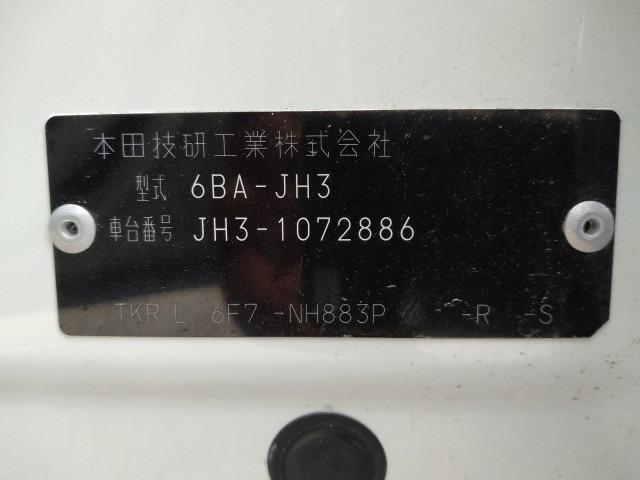 本田技研工業株式会社
型式 6BA-JH3
車台番号 JH3-1072886
TKR L 6F7 -NH883P -R -S